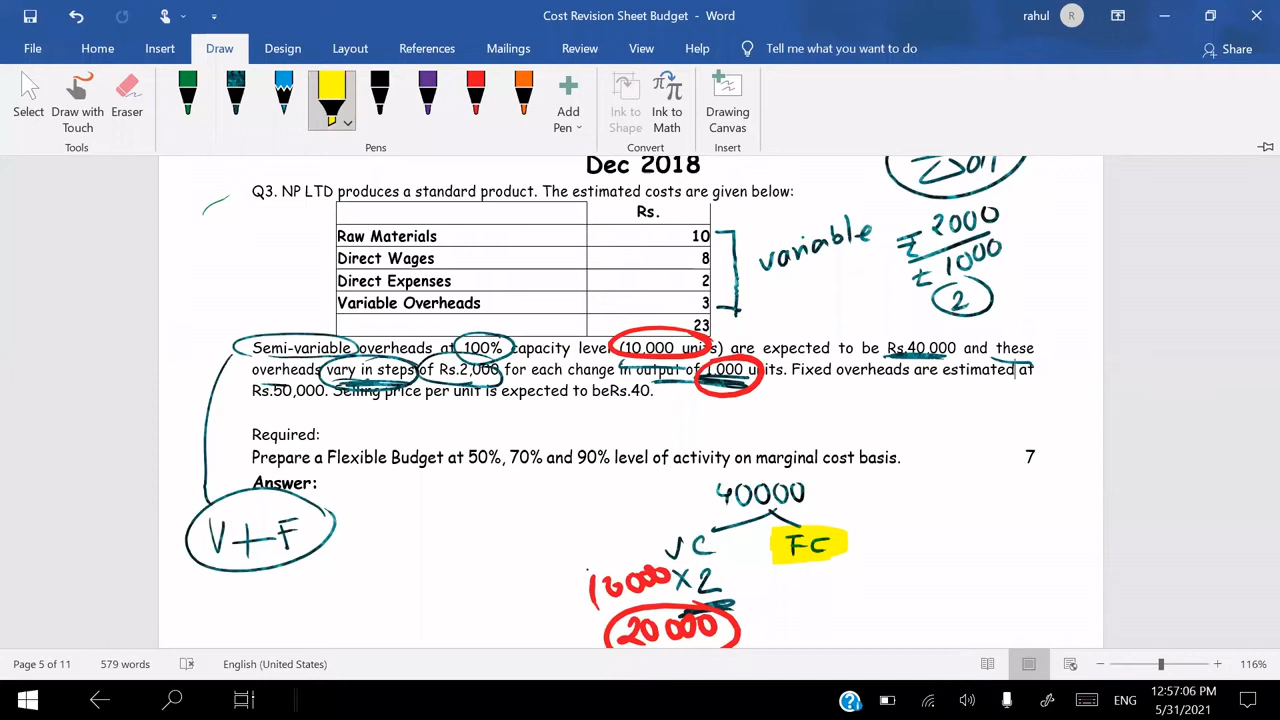 Cost Revision Sheet Budget - Word
rahul
R
File
Home
Insert
Draw
Design
Layout
References
Mailings
Review
View
Help
Tell me what you want to do
Share
Select
Draw with Touch
Eraser
Add Pen
Ink to Shape
Ink to Math
Drawing Canvas
Tools
Pens
Convert
Insert
Dec 2018
Q3. NP LTD produces a standard product. The estimated costs are given below:
Rs.
Raw Materials 10
Direct Wages 8
Direct Expenses 2
Variable Overheads 3
23
variable
₹ 2000
₹ 1000
2
Semi-variable overheads at 100% capacity level (10,000 units) are expected to be Rs.40,000 and these
overheads vary in steps of Rs.2,000 for each change in output of 1,000 units. Fixed overheads are estimated at
Rs.50,000. Selling price per unit is expected to beRs.40.
Required:
Prepare a Flexible Budget at 50%, 70% and 90% level of activity on marginal cost basis. 7
Answer:
V+F
40000
VC FC
10000 x 2
20000
Page 5 of 11
579 words
English (United States)
116%
ENG
12:57:06 PM
5/31/2021